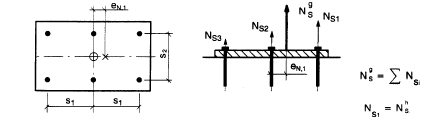 e_N,1
s_2
s_1 s_1
N_S3
N_S2
N_S^g
N_S1
e_N,1
N_S^g = ∑ N_Si
N_S1 = N_S^h